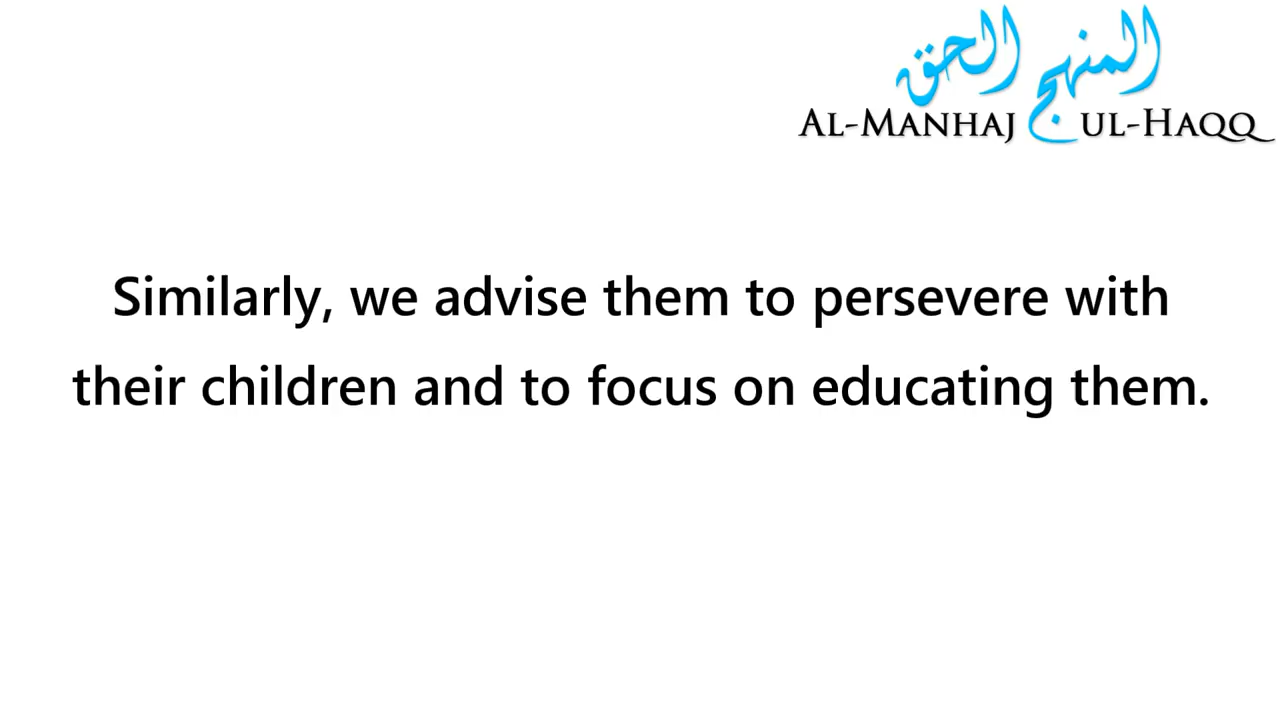 المنهج الحق
AL-MANHAJ UL-HAQQ
Similarly, we advise them to persevere with
their children and to focus on educating them.